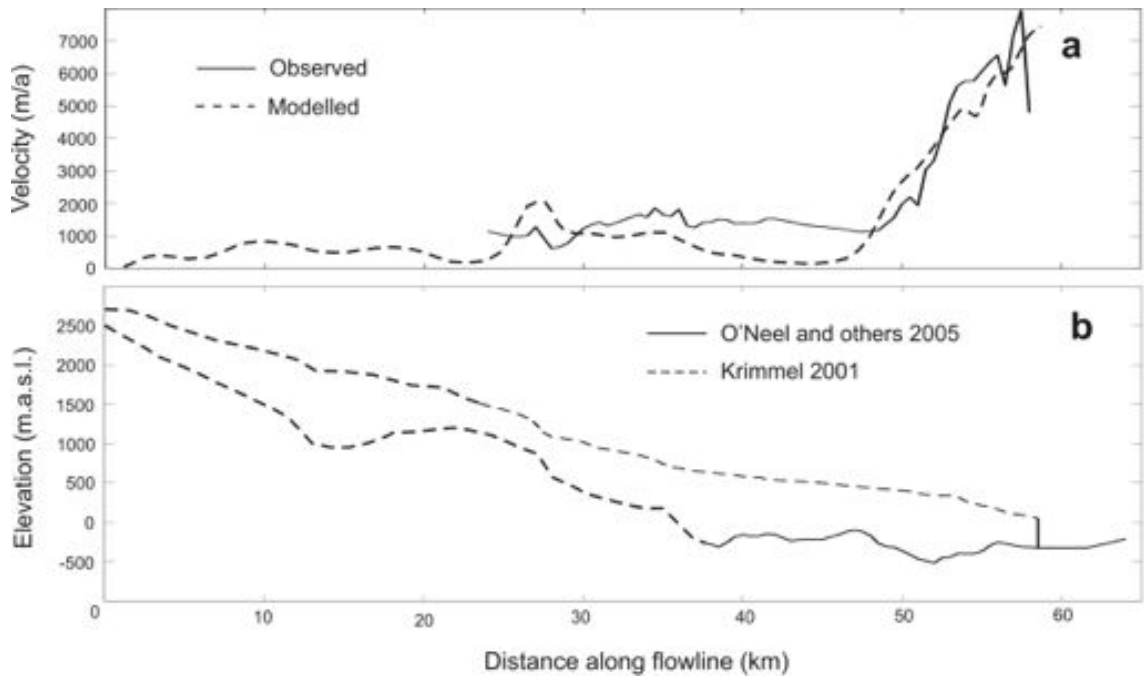 a
Observed
Modelled
Velocity (m/a)
7000
6000
5000
4000
3000
2000
1000
0
b
O'Neel and others 2005
Krimmel 2001
Elevation (m.a.s.l.)
2500
2000
1500
1000
500
0
-500
0 10 20 30 40 50 60
Distance along flowline (km)